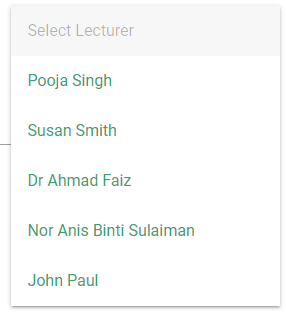 Select Lecturer
Pooja Singh
Susan Smith
Dr Ahmad Faiz
Nor Anis Binti Sulaiman
John Paul